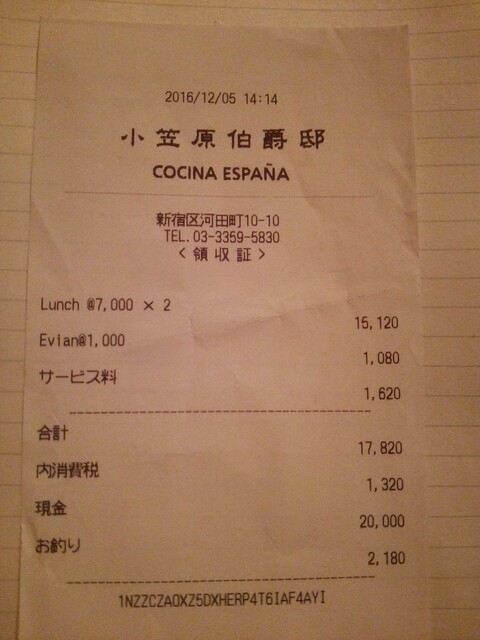 2016/12/05 14:14
小笠原伯爵邸
COCINA ESPAÑA
新宿区河田町10-10
TEL.03-3359-5830
<領収証>
Lunch @7,000 × 2
15,120
Evian@1,000
1,080
サービス料
1,620
合計
17,820
内消費税
1,320
現金
20,000
お釣り
2,180
1NZZCZAOXZ5DXHERP4T6IAF4AYI